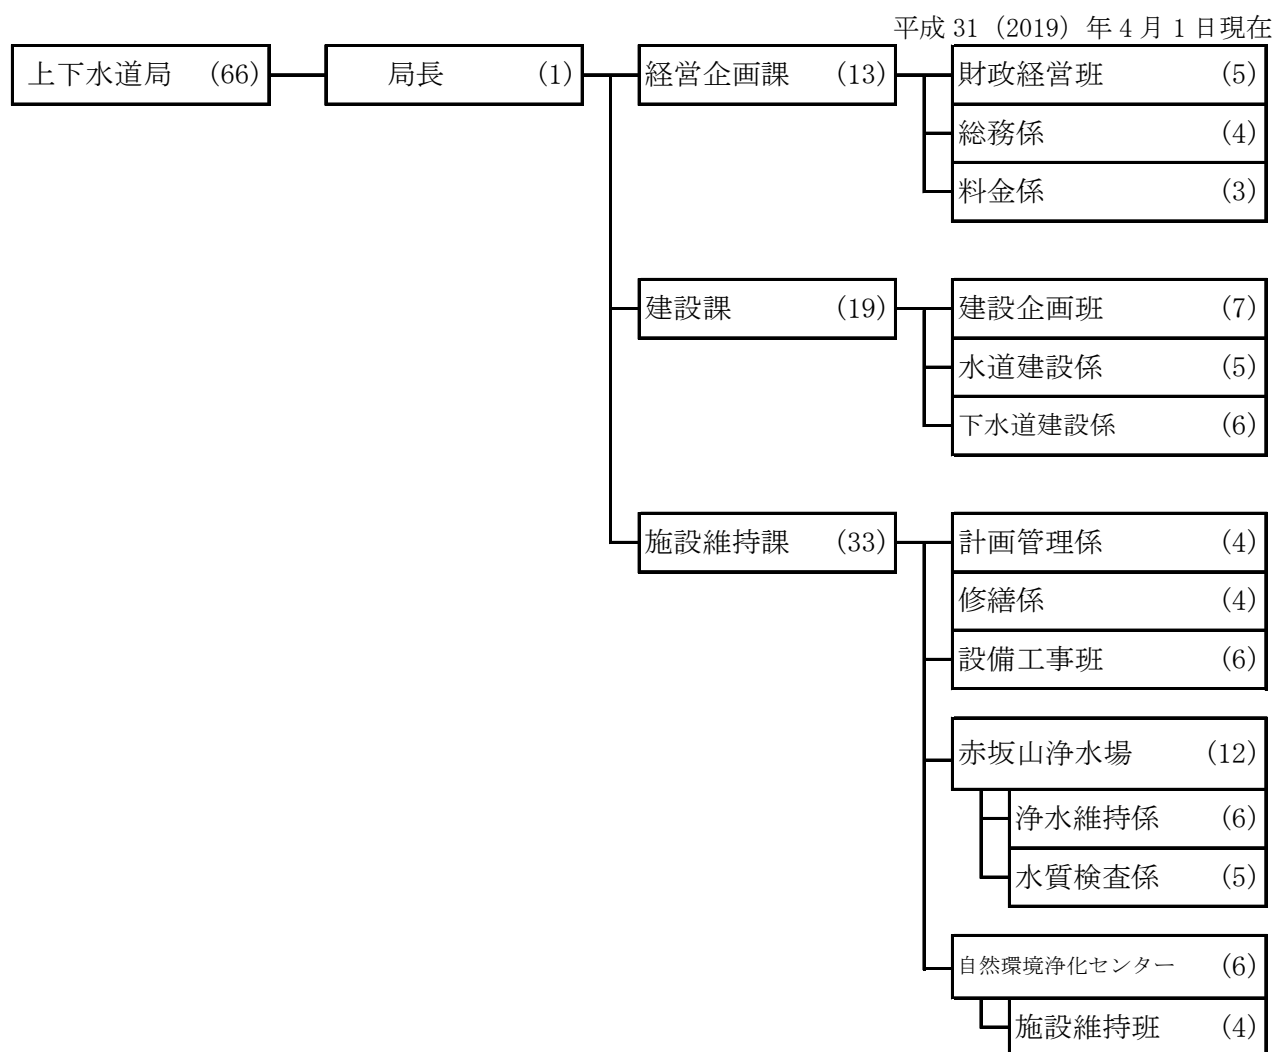 平成 31（2019）年 4 月 1 日現在
上下水道局 (66) 局長 (1) 経営企画課 (13) 財政経営班 (5)
総務係 (4)
料金係 (3)
建設課 (19) 建設企画班 (7)
水道建設係 (5)
下水道建設係 (6)
施設維持課 (33) 計画管理係 (4)
修繕係 (4)
設備工事班 (6)
赤坂山浄水場 (12)
浄水維持係 (6)
水質検査係 (5)
自然環境浄化センター (6)
施設維持班 (4)